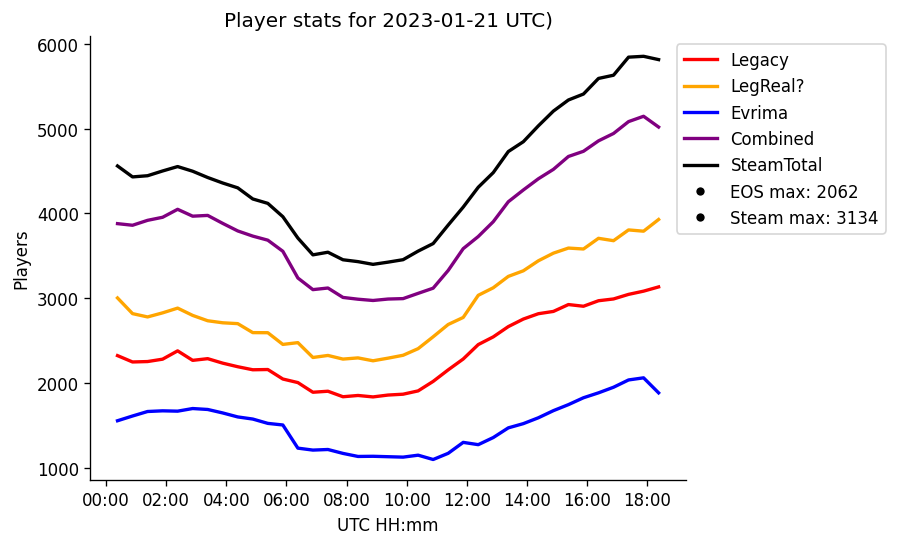 Player stats for 2023-01-21 UTC)
Legacy
LegReal?
Evrima
Combined
SteamTotal
EOS max: 2062
Steam max: 3134
Players
6000
5000
4000
3000
2000
1000
00:00 02:00 04:00 06:00 08:00 10:00 12:00 14:00 16:00 18:00
UTC HH:mm